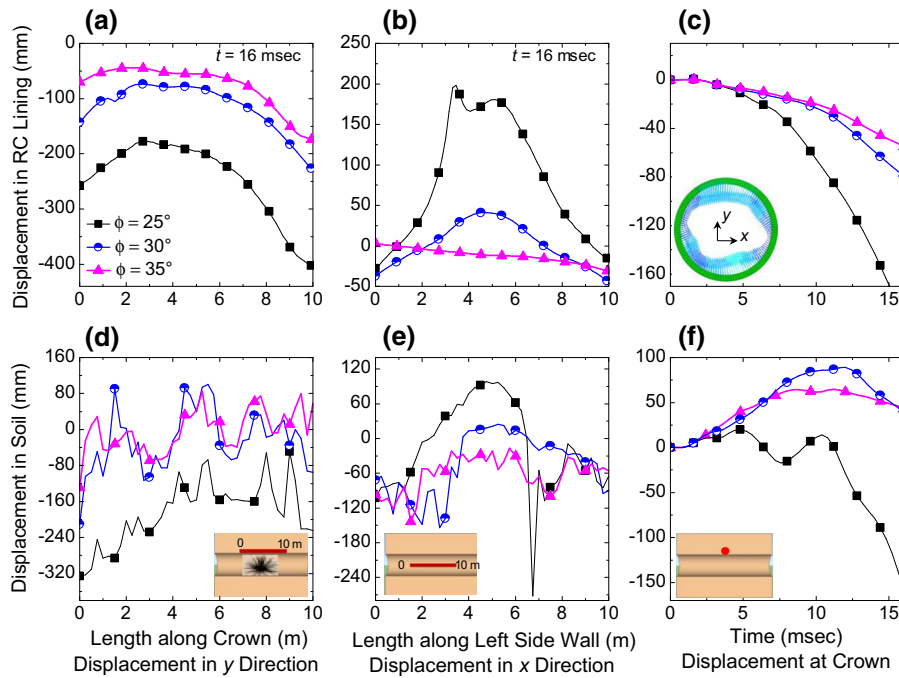 (a)
(b)
(c)
Displacement in RC Lining (mm)
0
-100
-200
-300
-400
t = 16 msec
ϕ = 25°
ϕ = 30°
ϕ = 35°
0 2 4 6 8 10
250
200
150
100
50
0
-50
t = 16 msec
0 2 4 6 8 10
0
-40
-80
-120
-160
y
x
0 5 10 15
(d)
(e)
(f)
Displacement in Soil (mm)
160
80
0
-80
-160
-240
-320
0 10 m
0 2 4 6 8 10
Length along Crown (m)
Displacement in y Direction
120
60
0
-60
-120
-180
-240
0 10 m
0 2 4 6 8 10
Length along Left Side Wall (m)
Displacement in x Direction
100
50
0
-50
-100
-150
0 5 10 15
Time (msec)
Displacement at Crown